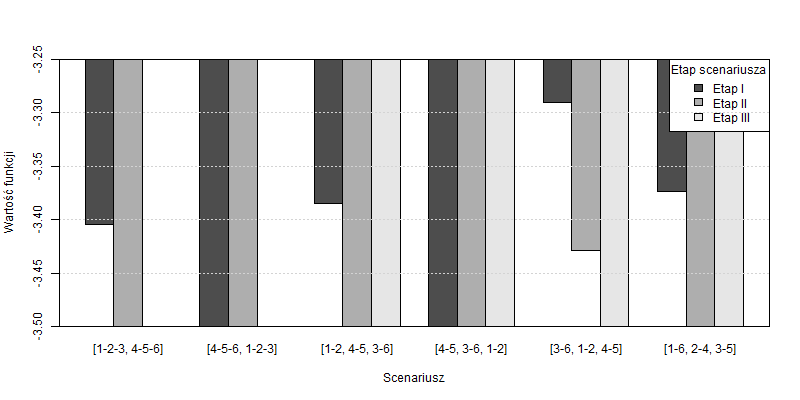 -3.25
-3.30
-3.35
-3.40
-3.45
-3.50
Wartość funkcji
Etap scenariusza
Etap I
Etap II
Etap III
[1-2-3, 4-5-6]
[4-5-6, 1-2-3]
[1-2, 4-5, 3-6]
[4-5, 3-6, 1-2]
[3-6, 1-2, 4-5]
[1-6, 2-4, 3-5]
Scenariusz